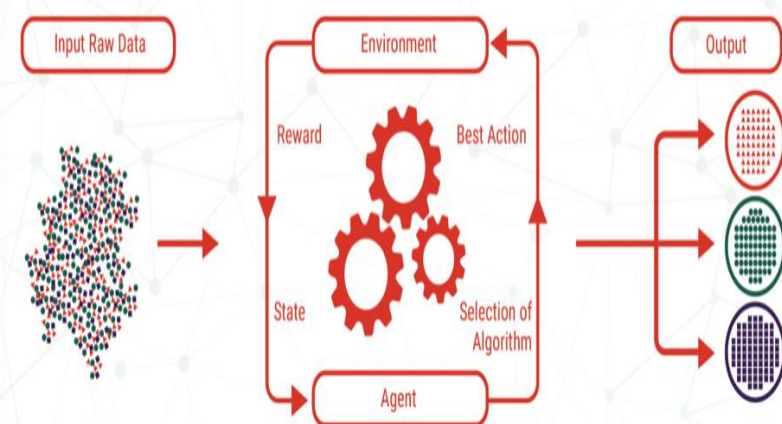 Input Raw Data
Environment
Output
Reward
Best Action
State
Selection of
Algorithm
Agent